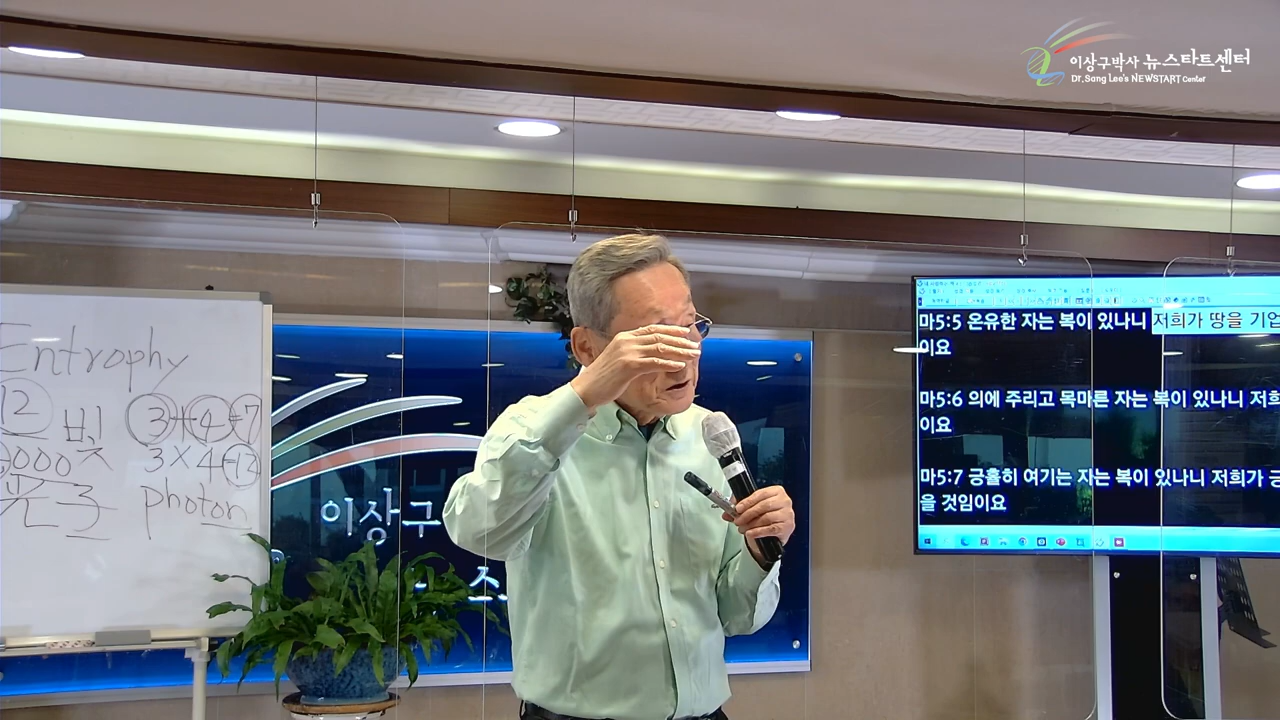 이상구박사 뉴스타트센터
Dr. Sang Lee's NEWSTART Center
Entrophy
12
빛
3+4=7
000
3×4=12
光子
photon
이상구
스
마5:5 온유한 자는 복이 있나니 저희가 땅을 기업
이요
마5:6 의에 주리고 목마른 자는 복이 있나니 저희
이요
마5:7 긍휼히 여기는 자는 복이 있나니 저희가 긍
을 것임이요